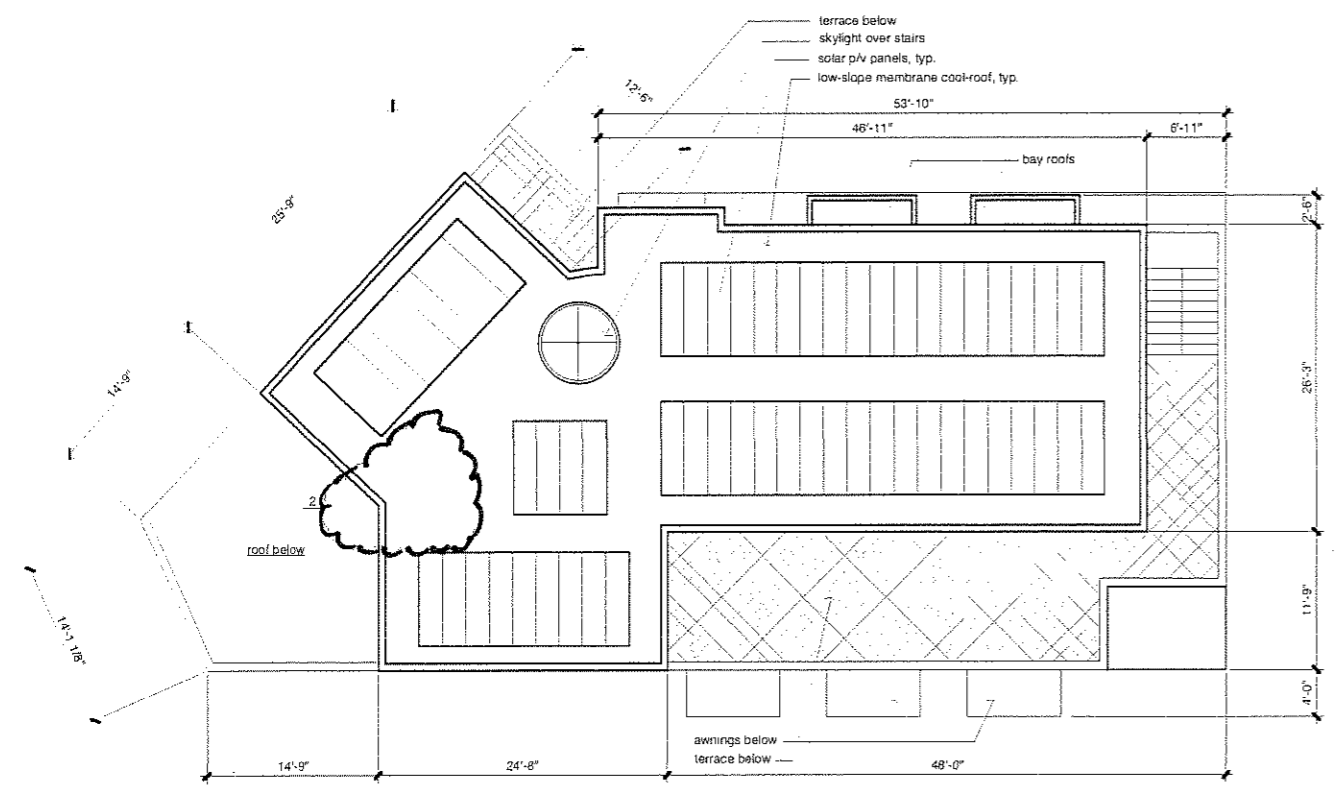 terrace below
skylight over stairs
solar p/v panels, typ.
low-slope membrane cool-roof, typ.
12'-6"
53'-10"
46'-11"
6'-11"
bay roofs
2'-6"
25'-9"
14'-9"
26'-3"
2
roof below
11'-9"
14'-1 1/8"
4'-0"
awnings below
terrace below
14'-9"
24'-8"
48'-0"